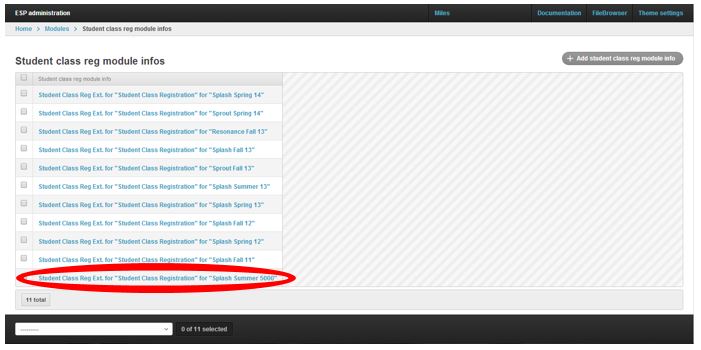 ESP administration
Miles
Documentation FileBrowser Theme settings
Home > Modules > Student class reg module infos
Student class reg module infos
+ Add student class reg module info
Student class reg module info
Student Class Reg Ext. for "Student Class Registration" for "Splash Spring 14"
Student Class Reg Ext. for "Student Class Registration" for "Sprout Spring 14"
Student Class Reg Ext. for "Student Class Registration" for "Resonance Fall 13"
Student Class Reg Ext. for "Student Class Registration" for "Splash Fall 13"
Student Class Reg Ext. for "Student Class Registration" for "Sprout Fall 13"
Student Class Reg Ext. for "Student Class Registration" for "Splash Summer 13"
Student Class Reg Ext. for "Student Class Registration" for "Splash Spring 13"
Student Class Reg Ext. for "Student Class Registration" for "Splash Fall 12"
Student Class Reg Ext. for "Student Class Registration" for "Splash Spring 12"
Student Class Reg Ext. for "Student Class Registration" for "Splash Fall 11"
Student Class Reg Ext. for "Student Class Registration" for "Splash Summer 5000"
11 total
---------
0 of 11 selected